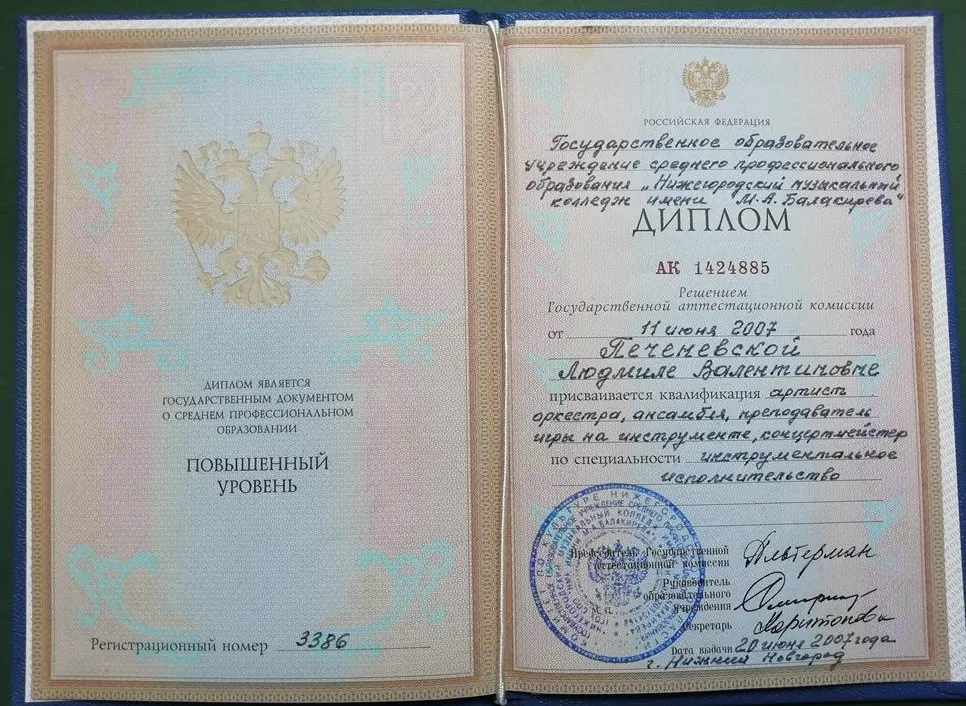 ДИПЛОМ ЯВЛЯЕТСЯ
ГОСУДАРСТВЕННЫМ ДОКУМЕНТОМ
О СРЕДНЕМ ПРОФЕССИОНАЛЬНОМ
ОБРАЗОВАНИИ
ПОВЫШЕННЫЙ
УРОВЕНЬ
Регистрационный номер 3386
РОССИЙСКАЯ ФЕДЕРАЦИЯ
Государственное образовательное
учреждение среднего профессионального
образования „Нижегородский музыкальный
колледж имени М.А. Балакирева"
ДИПЛОМ
АК 1424885
Решением
Государственной аттестационной комиссии
от 11 июня 2007 года
Печеневской
Людмиле Валентиновне
присваивается квалификация артист
оркестра, ансамбля, преподаватель
игры на инструменте, концертмейстер
по специальности инструментальное
исполнительство
Председатель Государственной
аттестационной комиссии
Руководитель
образовательного
учреждения
Секретарь Харитонова
Дата выдачи 20 июня 2007 года
г. Нижний Новгород